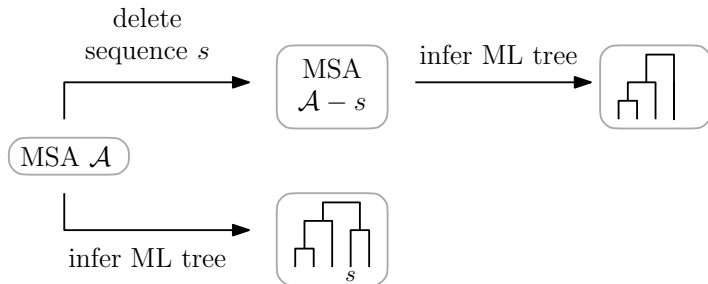 delete
sequence s
MSA
𝒜 − s
infer ML tree
MSA 𝒜
infer ML tree
s